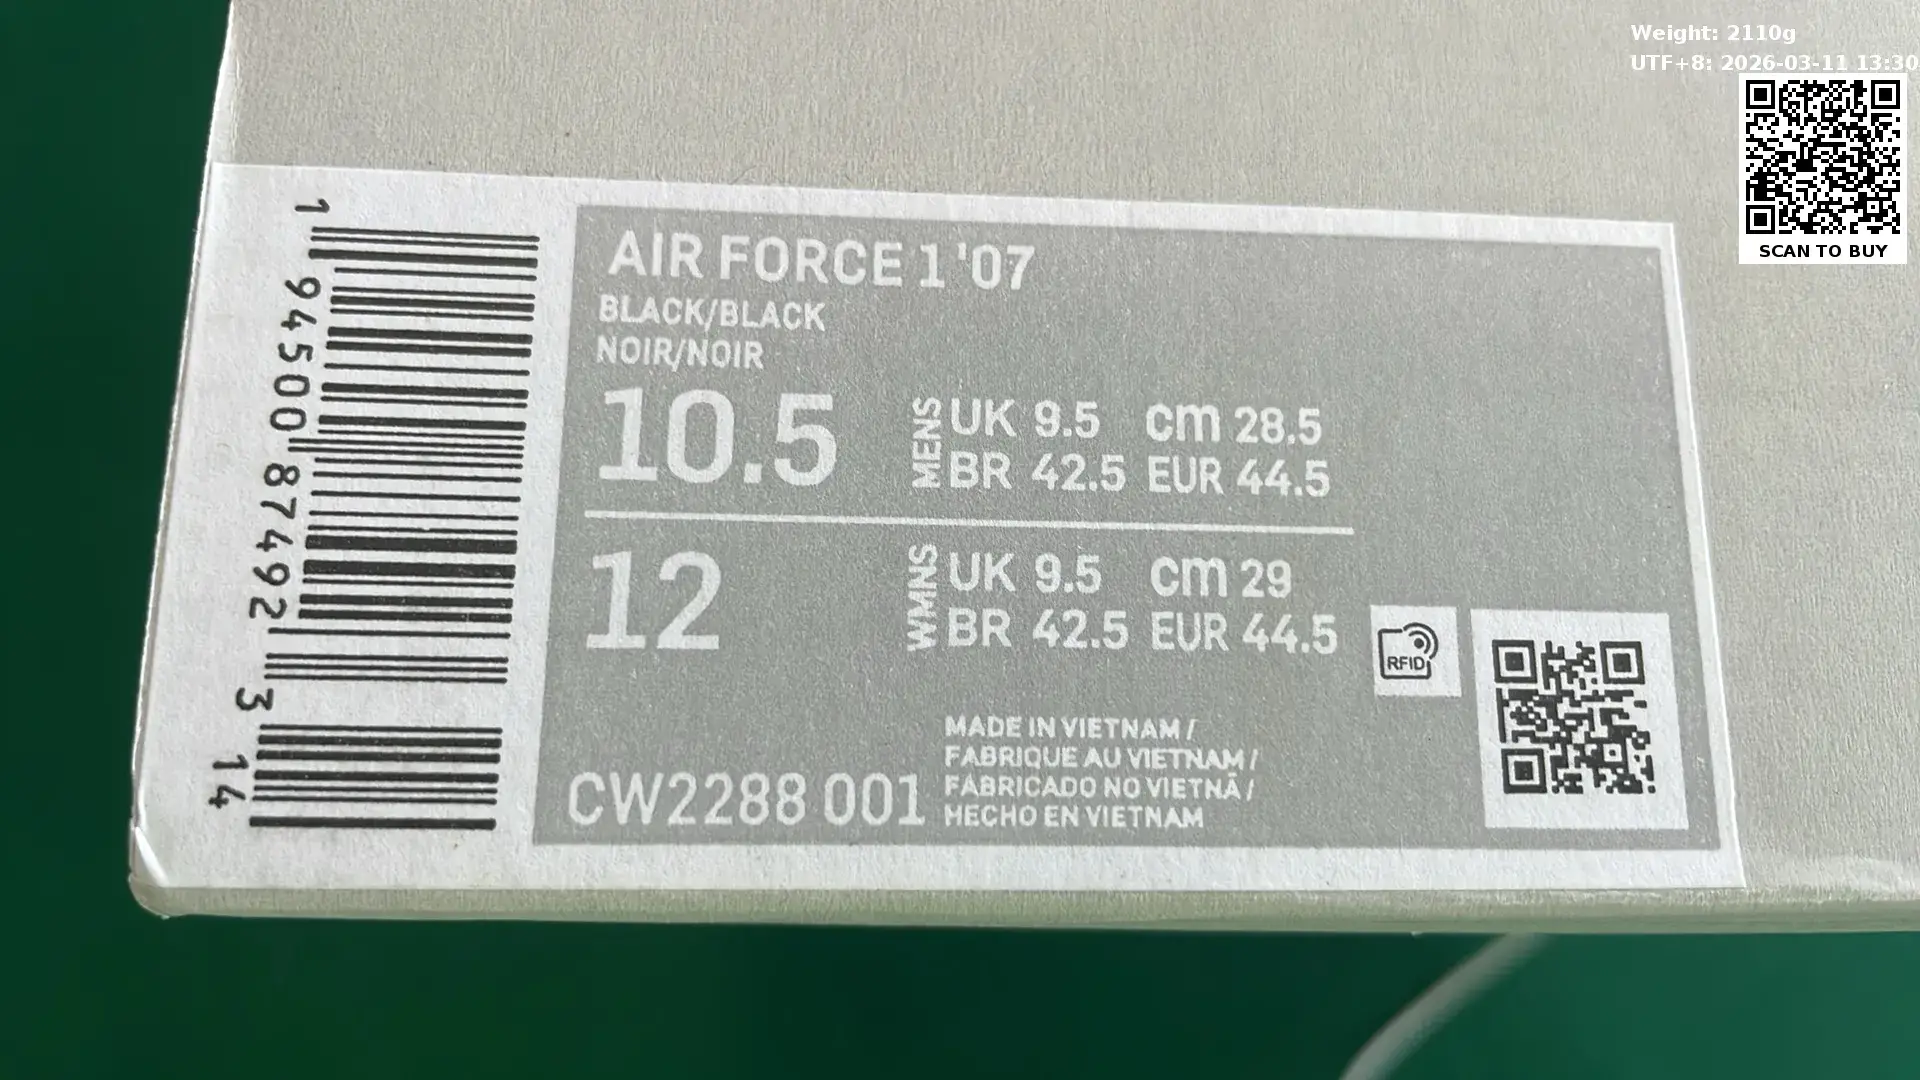 Weight: 2110g
UTF+8: 2026-03-11 13:30
SCAN TO BUY
AIR FORCE 1 '07
BLACK/BLACK
NOIR/NOIR
10.5
MENS
UK 9.5 cm 28.5
BR 42.5 EUR 44.5
12
WMNS
UK 9.5 cm 29
BR 42.5 EUR 44.5
RFID
CW2288 001
MADE IN VIETNAM /
FABRIQUE AU VIETNAM /
FABRICADO NO VIETNÃ /
HECHO EN VIETNAM
1 94500 87492 3 14